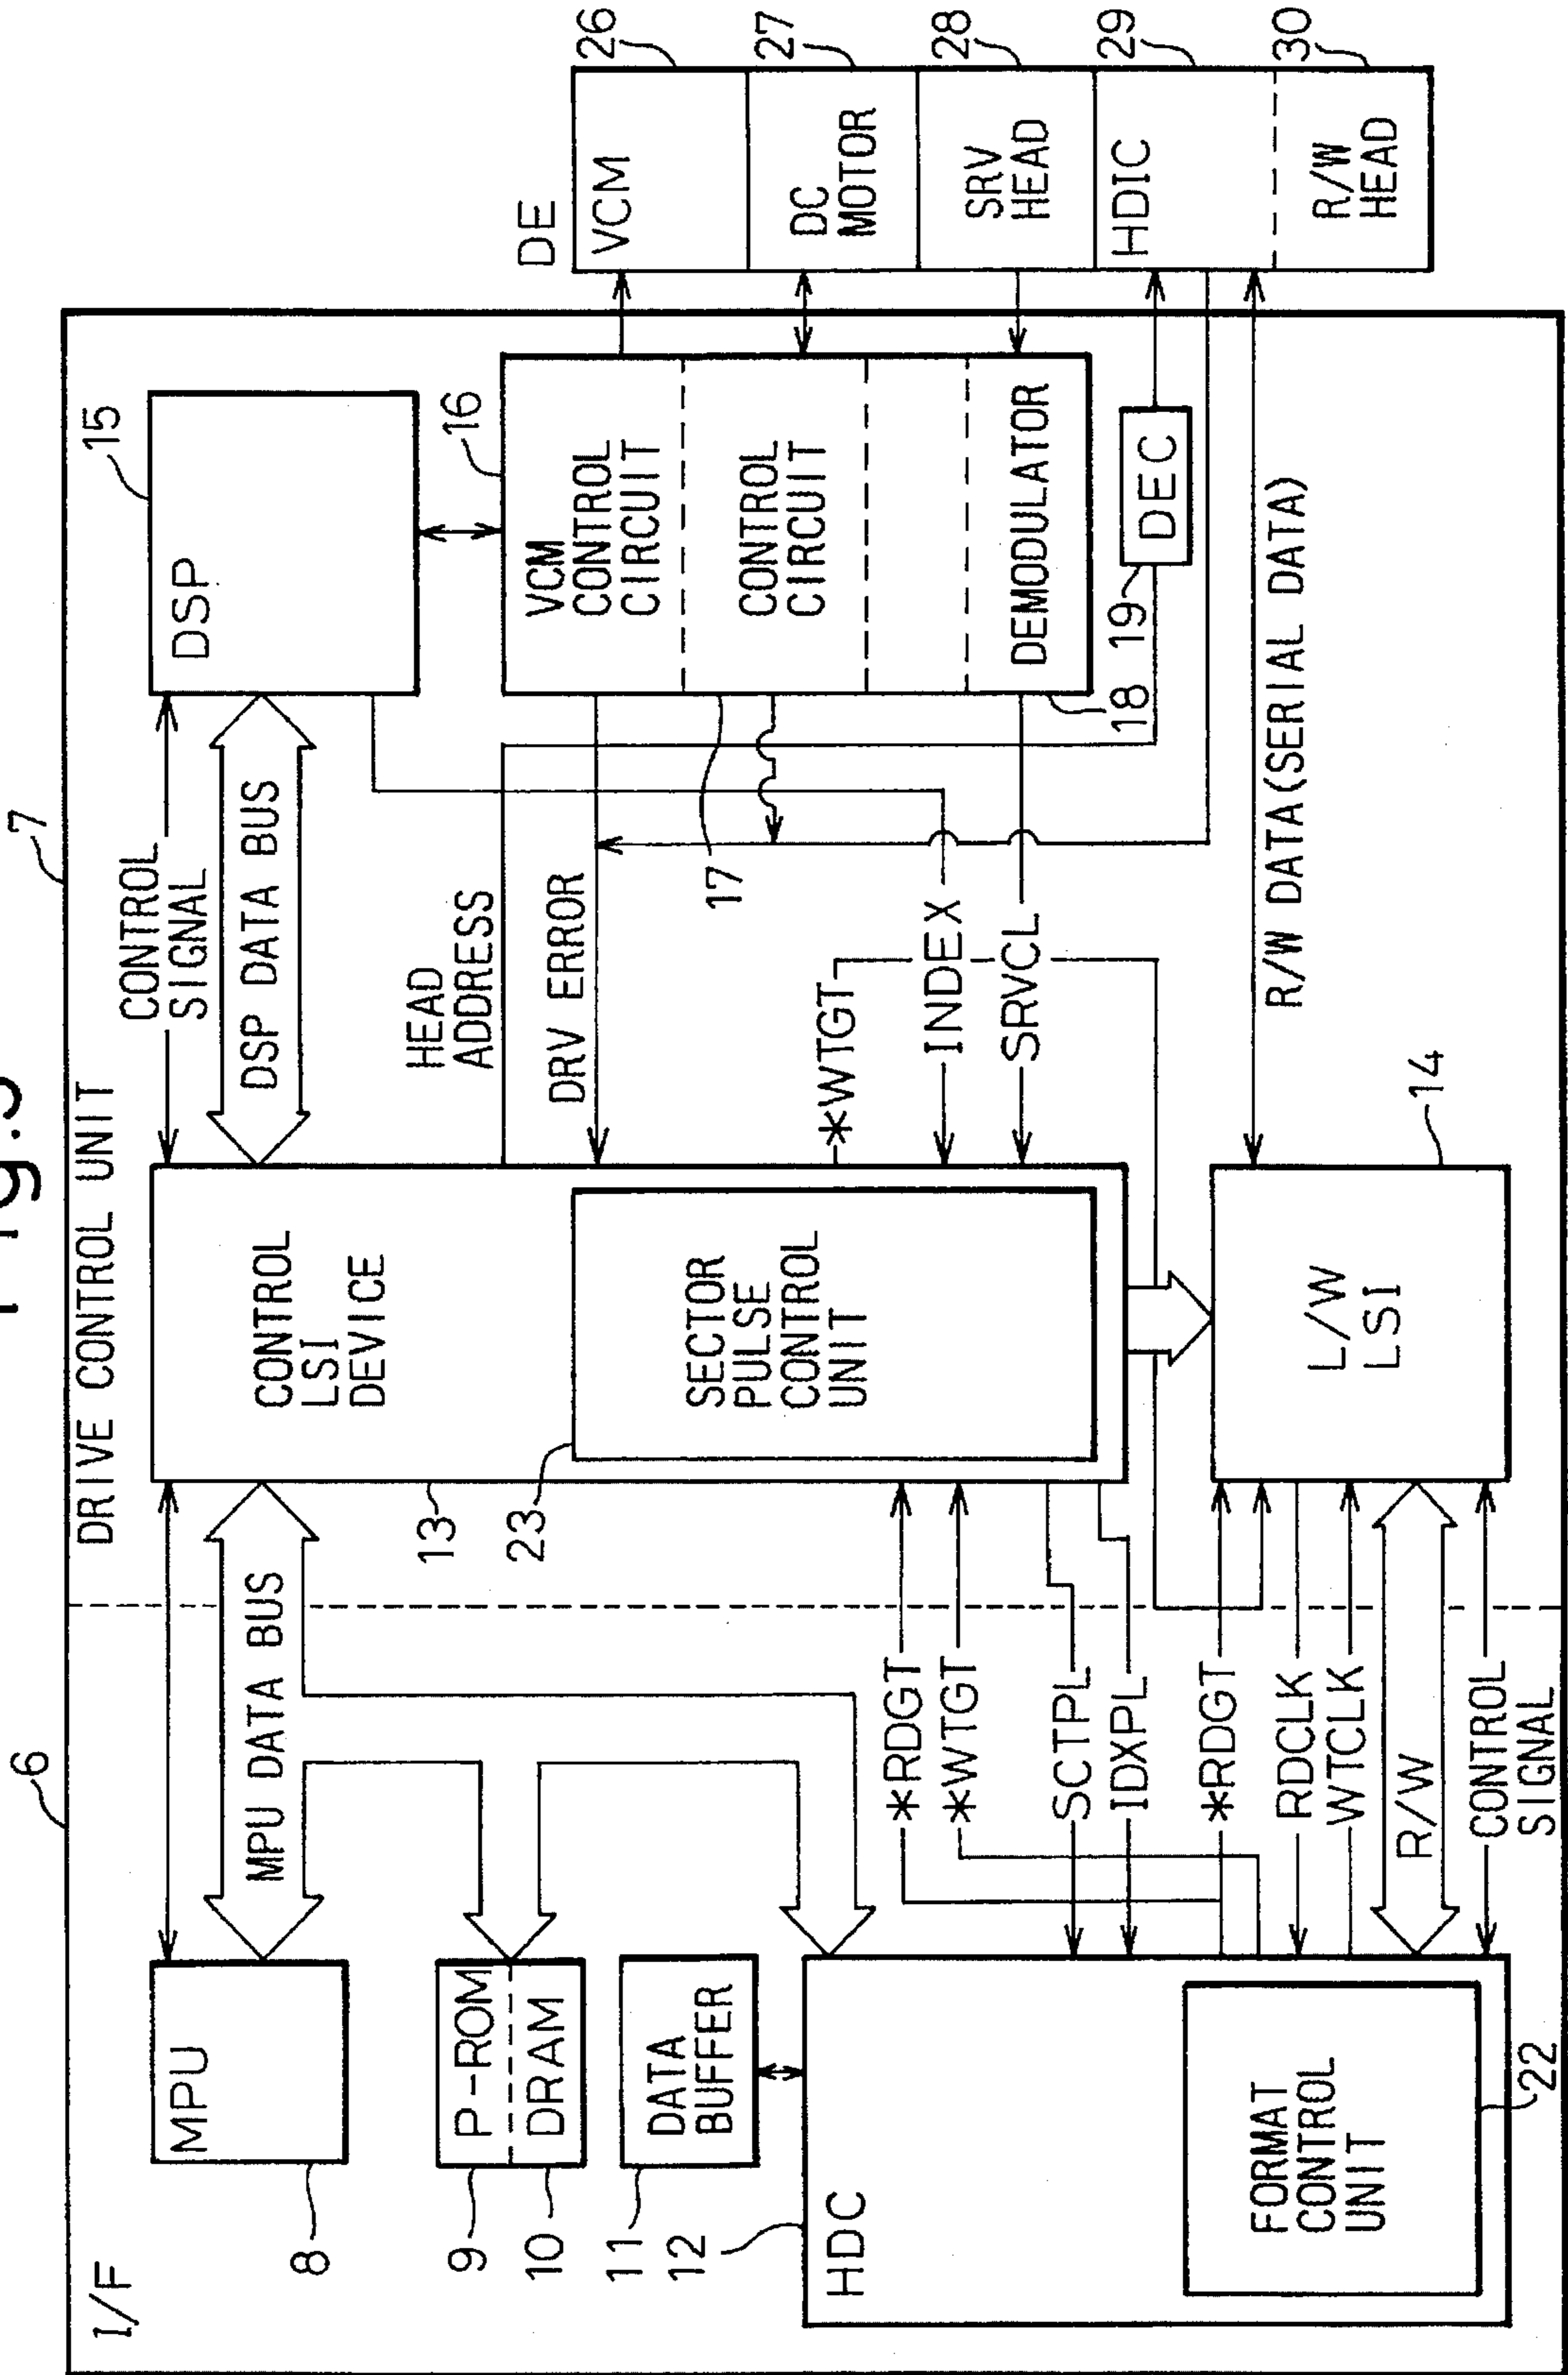 Fig.5
6
7
I/F
DRIVE CONTROL UNIT
DE
MPU
8
P-ROM
DRAM
9
10
DATA
BUFFER
11
12
HDC
FORMAT
CONTROL
UNIT
22
MPU DATA BUS
*RDGT
*WTGT
SCTPL
IDXPL
*RDGT
RDCLK
WTCLK
R/W
CONTROL
SIGNAL
13
23
CONTROL
LSI
DEVICE
SECTOR
PULSE
CONTROL
UNIT
L/W
LSI
14
CONTROL
SIGNAL
DSP DATA BUS
HEAD
ADDRESS
DRV ERROR
*WTGT
INDEX
SRVCL
R/W DATA(SERIAL DATA)
DSP
15
16
VCM
CONTROL
CIRCUIT
CONTROL
CIRCUIT
17
DEMODULATOR
18
19
DEC
VCM
26
DC
MOTOR
27
SRV
HEAD
28
HDIC
29
R/W
HEAD
30